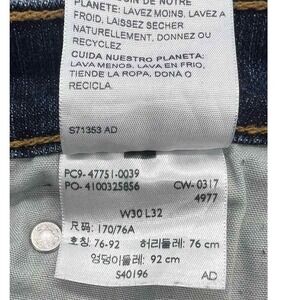 PLANÈTE: LAVEZ MOINS, LAVEZ A
FROID, LAISSEZ SECHER
NATURELLEMENT, DONNEZ OU
RECYCLEZ
CUIDA NUESTRO PLANETA:
LAVA MENOS, LAVA EN FRIO,
TIENDE LA ROPA, DONA O
RECICLA.
S71353 AD
PC9- 47751-0039
PO- 4100325856
CW- 0317
4977
W30 L32
尺码: 170/76A
호칭: 76-92 허리둘레: 76 cm
엉덩이둘레: 92 cm
S40196 AD